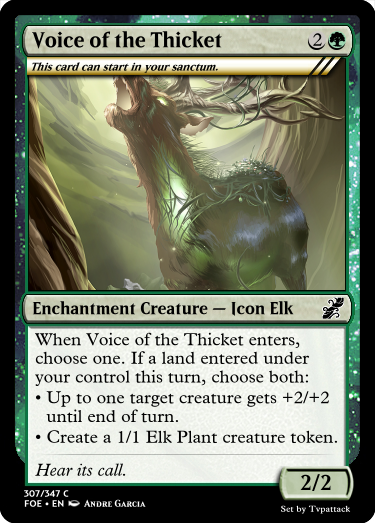 Voice of the Thicket 2
This card can start in your sanctum.
Enchantment Creature — Icon Elk
When Voice of the Thicket enters,
choose one. If a land entered under
your control this turn, choose both:
• Up to one target creature gets +2/+2
until end of turn.
• Create a 1/1 Elk Plant creature token.
Hear its call.
2/2
307/347 C
FOE • EN Andre Garcia
Set by Tvpattack